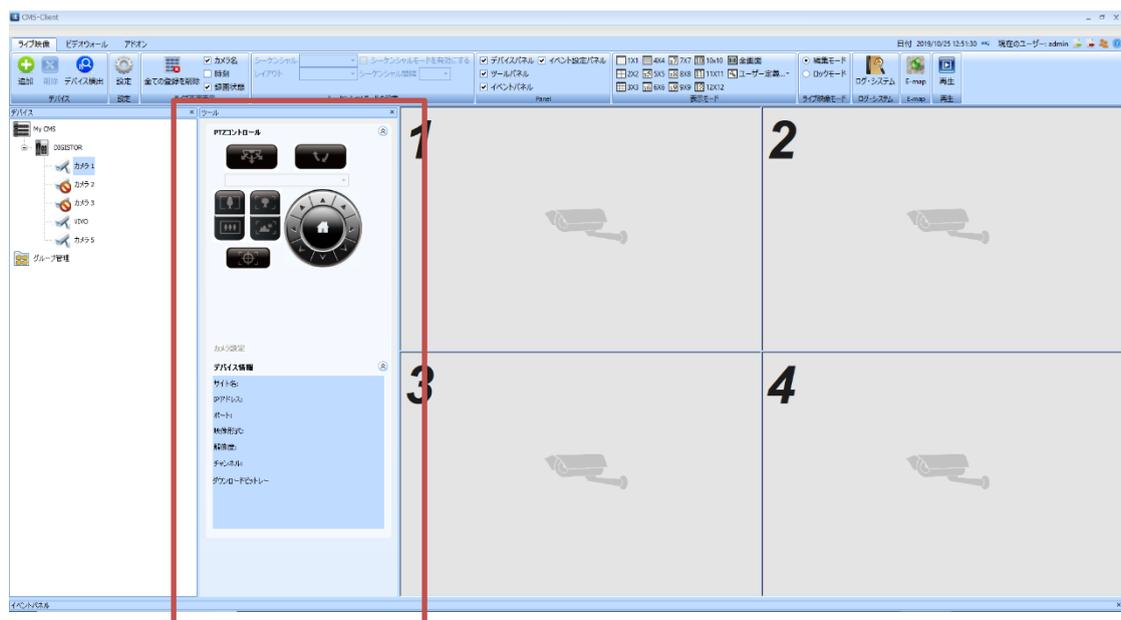 CMS-Client
ライブ映像 ビデオウォール アドオン
日付 2019/10/25 12:51:30 現在のユーザー: admin
追加 削除 デバイス検出 設定 全ての登録を削除
カメラ名
時刻
録画状態
シーケンシャル シーケンシャルモードを有効にする
レイアウト シーケンシャル間隔
デバイスパネル イベント設定パネル
ツールパネル
イベントパネル
1X1 4X4 7X7 10x10 全画面
2X2 5X5 8X8 11X11 ユーザー定義...
3X3 6X6 9X9 12X12
編集モード
ロックモード
ログ・システム E-map 再生
デバイス 設定 Panel 表示モード ライブ映像モード ログ・システム E-map 再生
デバイス
My CMS
DIGISTOR
カメラ 1
カメラ 2
カメラ 3
VIVO
カメラ 5
グループ管理
ツール
PTZコントロール
カメラ設定
デバイス情報
サイト名:
IPアドレス:
ポート:
映像形式:
解像度:
チャンネル:
ダウンロードビットレー
1
2
3
4
イベントパネル